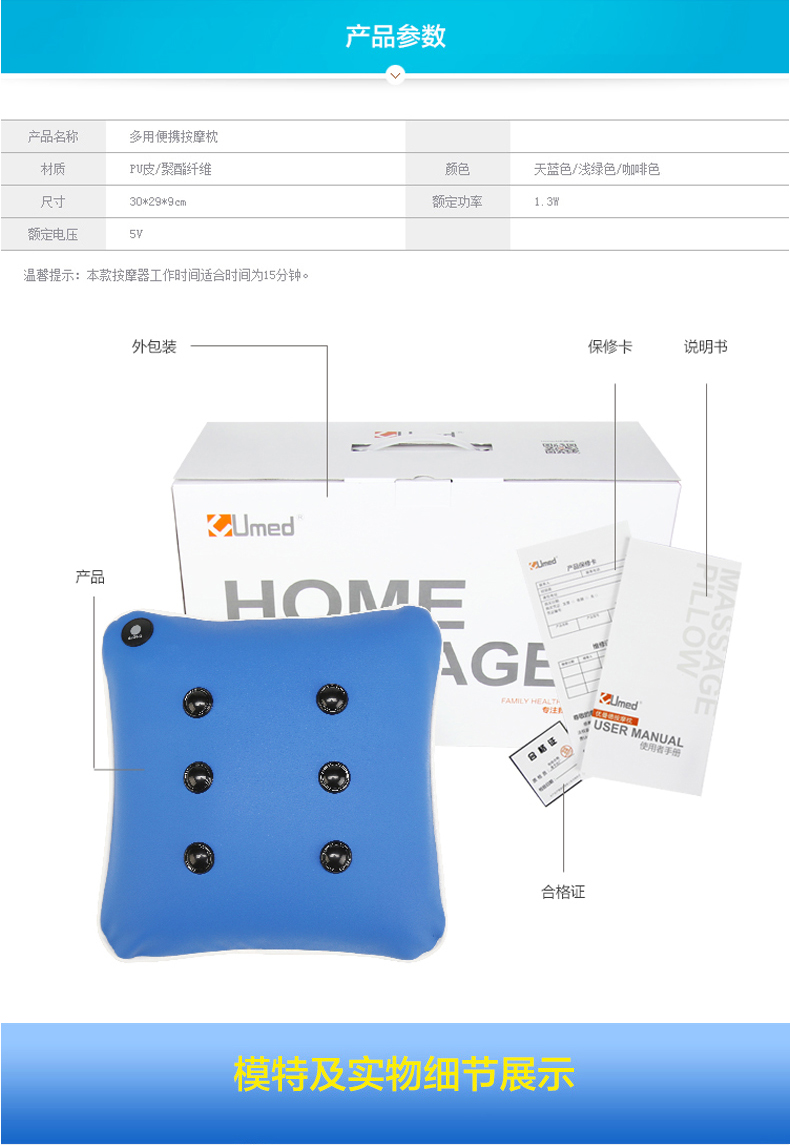 产品参数
产品名称 多用便携按摩枕
材质 PU皮/聚酯纤维 颜色 天蓝色/浅绿色/咖啡色
尺寸 30*29*9cm 额定功率 1.3W
额定电压 5V
温馨提示：本款按摩器工作时间适合时间为15分钟。
外包装
保修卡
说明书
Umed
HOME
AGE
FAMILY HEALTH
专注
产品
Umed
产品保修卡
MASSAGE
PILLOW
Umed
USER MANUAL
使用者手册
合格证
合格证
模特及实物细节展示